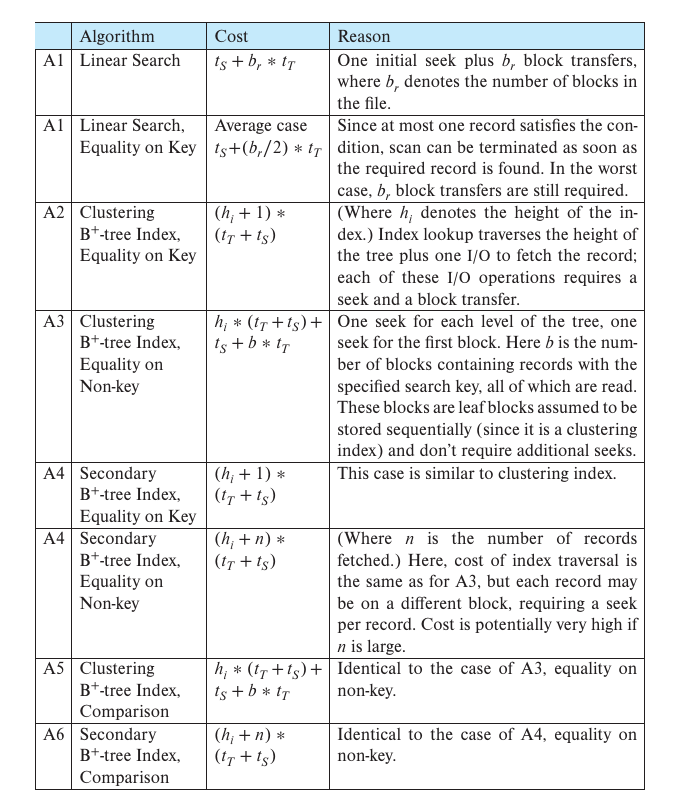 Algorithm Cost Reason
A1 Linear Search t_S + b_r * t_T One initial seek plus b_r block transfers,
where b_r denotes the number of blocks in
the file.
A1 Linear Search, Average case Since at most one record satisfies the con-
Equality on Key t_S+(b_r/2) * t_T dition, scan can be terminated as soon as
the required record is found. In the worst
case, b_r block transfers are still required.
A2 Clustering (h_i + 1) * (Where h_i denotes the height of the in-
B⁺-tree Index, (t_T + t_S) dex.) Index lookup traverses the height of
Equality on Key the tree plus one I/O to fetch the record;
each of these I/O operations requires a
seek and a block transfer.
A3 Clustering h_i * (t_T + t_S) + One seek for each level of the tree, one
B⁺-tree Index, t_S + b * t_T seek for the first block. Here b is the num-
Equality on ber of blocks containing records with the
Non-key specified search key, all of which are read.
These blocks are leaf blocks assumed to be
stored sequentially (since it is a clustering
index) and don’t require additional seeks.
A4 Secondary (h_i + 1) * This case is similar to clustering index.
B⁺-tree Index, (t_T + t_S)
Equality on Key
A4 Secondary (h_i + n) * (Where n is the number of records
B⁺-tree Index, (t_T + t_S) fetched.) Here, cost of index traversal is
Equality on the same as for A3, but each record may
Non-key be on a different block, requiring a seek
per record. Cost is potentially very high if
n is large.
A5 Clustering h_i * (t_T + t_S) + Identical to the case of A3, equality on
B⁺-tree Index, t_S + b * t_T non-key.
Comparison
A6 Secondary (h_i + n) * Identical to the case of A4, equality on
B⁺-tree Index, (t_T + t_S) non-key.
Comparison